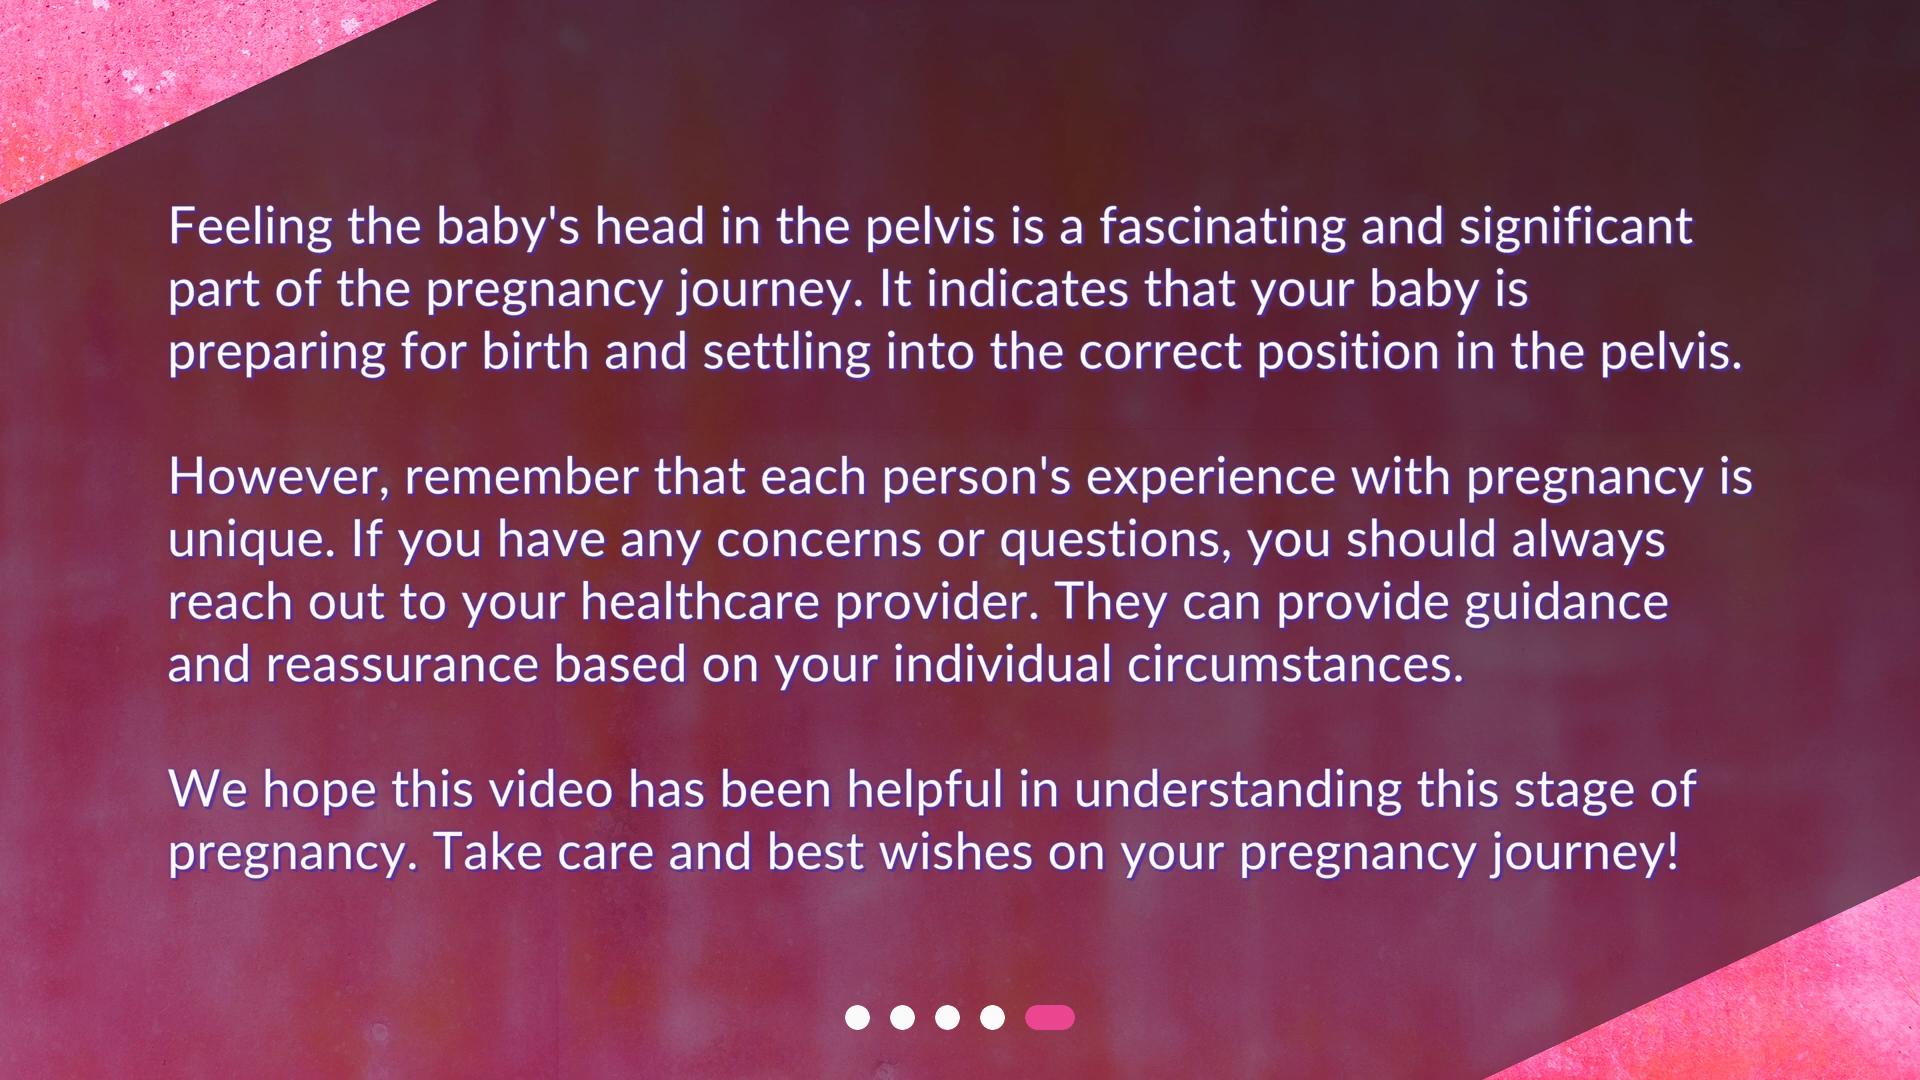 Feeling the baby's head in the pelvis is a fascinating and significant
part of the pregnancy journey. It indicates that your baby is
preparing for birth and settling into the correct position in the pelvis.
However, remember that each person's experience with pregnancy is
unique. If you have any concerns or questions, you should always
reach out to your healthcare provider. They can provide guidance
and reassurance based on your individual circumstances.
We hope this video has been helpful in understanding this stage of
pregnancy. Take care and best wishes on your pregnancy journey!